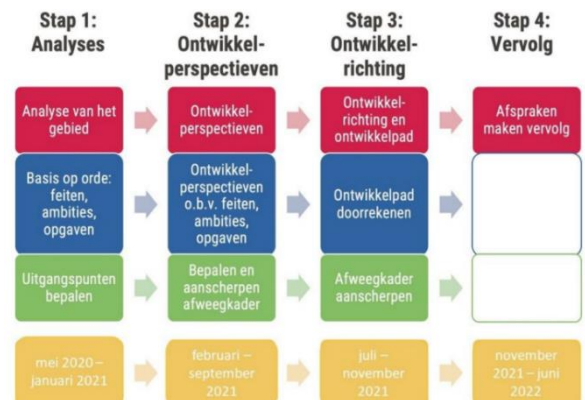 Stap 1:
Analyses
Stap 2:
Ontwikkel-
perspectieven
Stap 3:
Ontwikkel-
richting
Stap 4:
Vervolg
Analyse van het
gebied
Ontwikkel-
perspectieven
Ontwikkel-
richting en
ontwikkelpad
Afspraken
maken vervolg
Basis op orde:
feiten,
ambities,
opgaven
Ontwikkel-
perspectieven
o.b.v. feiten,
ambities,
opgaven
Ontwikkelpad
doorrekenen
Uitgangspunten
bepalen
Bepalen en
aanscherpen
afweegkader
Afweegkader
aanscherpen
mei 2020 –
januari 2021
februari –
september
2021
juli –
november
2021
november
2021 – juni
2022